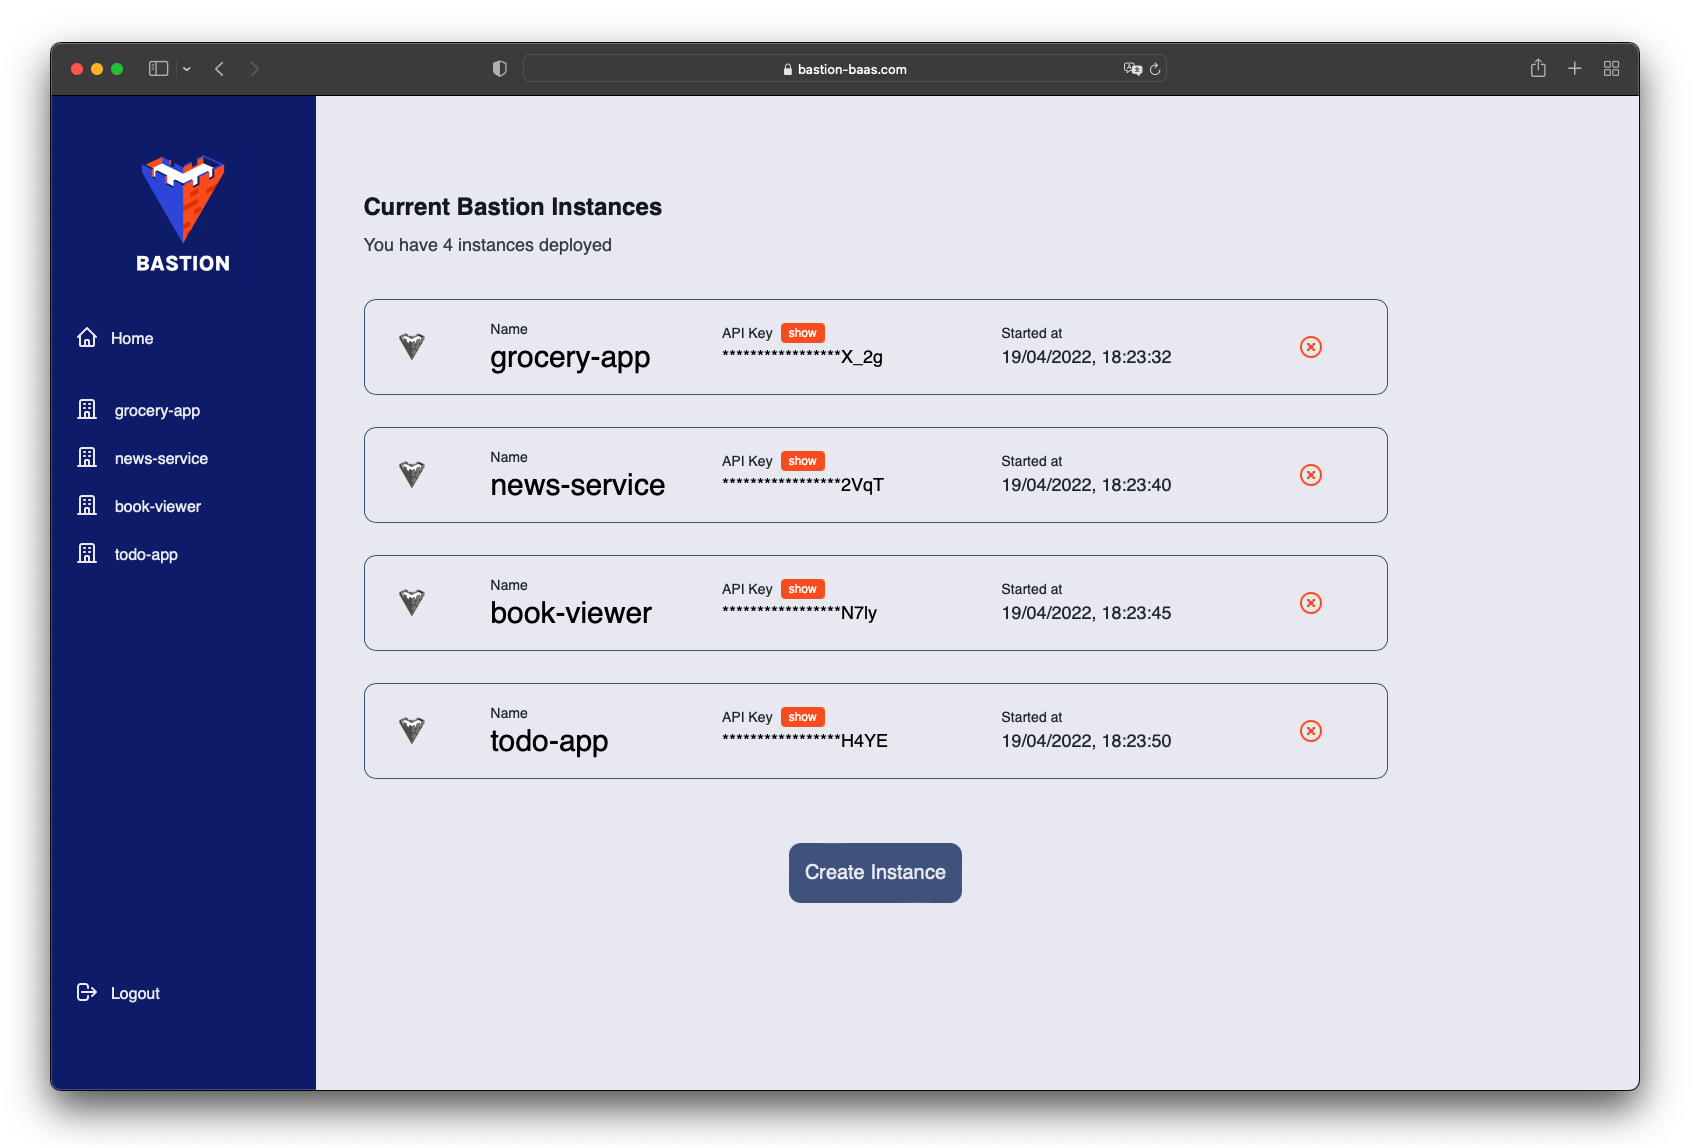 bastion-baas.com
BASTION
Home
grocery-app
news-service
book-viewer
todo-app
Logout
Current Bastion Instances
You have 4 instances deployed
Name
grocery-app
API Key show
*****************X_2g
Started at
19/04/2022, 18:23:32
Name
news-service
API Key show
*****************2VqT
Started at
19/04/2022, 18:23:40
Name
book-viewer
API Key show
*****************N7ly
Started at
19/04/2022, 18:23:45
Name
todo-app
API Key show
*****************H4YE
Started at
19/04/2022, 18:23:50
Create Instance